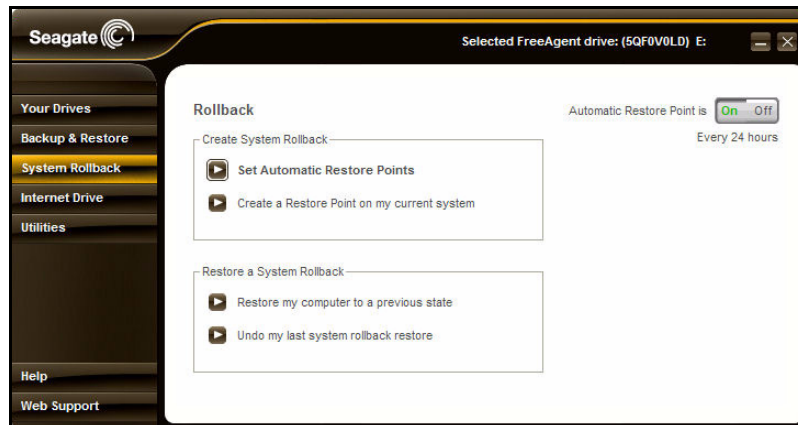 Seagate
Selected FreeAgent drive: (5QF0V0LD) E:
Your Drives
Backup & Restore
System Rollback
Internet Drive
Utilities
Help
Web Support
Rollback
Automatic Restore Point is On Off
Every 24 hours
Create System Rollback
Set Automatic Restore Points
Create a Restore Point on my current system
Restore a System Rollback
Restore my computer to a previous state
Undo my last system rollback restore